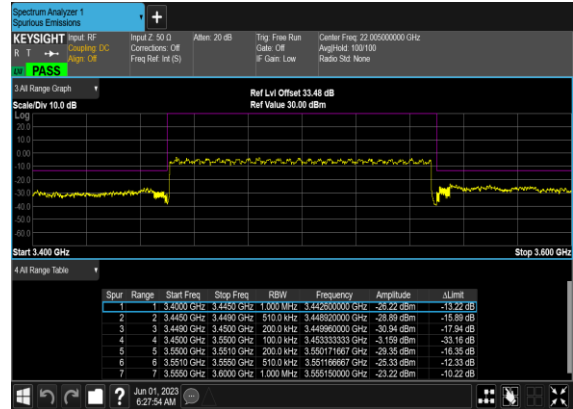 Spectrum Analyzer 1
Spurious Emissions
KEYSIGHT Input: RF Input Z: 50 Ω Atten: 20 dB Trig: Free Run Center Freq: 22.005000000 GHz
R T Coupling: DC Corrections: Off Gate: Off Avg|Hold: 100/100
Align: Off Freq Ref: Int (S) IF Gain: Low Radio Std: None
PASS
3 All Range Graph
Ref Lvl Offset 33.48 dB
Scale/Div 10.0 dB Ref Value 30.00 dBm
Log
20.0
10.0
0.00
-10.0
-20.0
-30.0
-40.0
-50.0
-60.0
Start 3.400 GHz Stop 3.600 GHz
4 All Range Table
Spur Range Start Freq Stop Freq RBW Frequency Amplitude ΔLimit
1 1 3.4000 GHz 3.4450 GHz 1.000 MHz 3.442600000 GHz -26.22 dBm -13.22 dB
2 2 3.4450 GHz 3.4490 GHz 510.0 kHz 3.448920000 GHz -28.89 dBm -15.89 dB
3 3 3.4490 GHz 3.4500 GHz 200.0 kHz 3.449960000 GHz -30.94 dBm -17.94 dB
4 4 3.4500 GHz 3.5500 GHz 100.0 kHz 3.453333333 GHz -3.159 dBm -33.16 dB
5 5 3.5500 GHz 3.5510 GHz 200.0 kHz 3.550171667 GHz -29.35 dBm -16.35 dB
6 6 3.5510 GHz 3.5550 GHz 510.0 kHz 3.551166667 GHz -25.33 dBm -12.33 dB
7 7 3.5550 GHz 3.6000 GHz 1.000 MHz 3.555150000 GHz -23.22 dBm -10.22 dB
Jun 01, 2023
6:27:54 AM